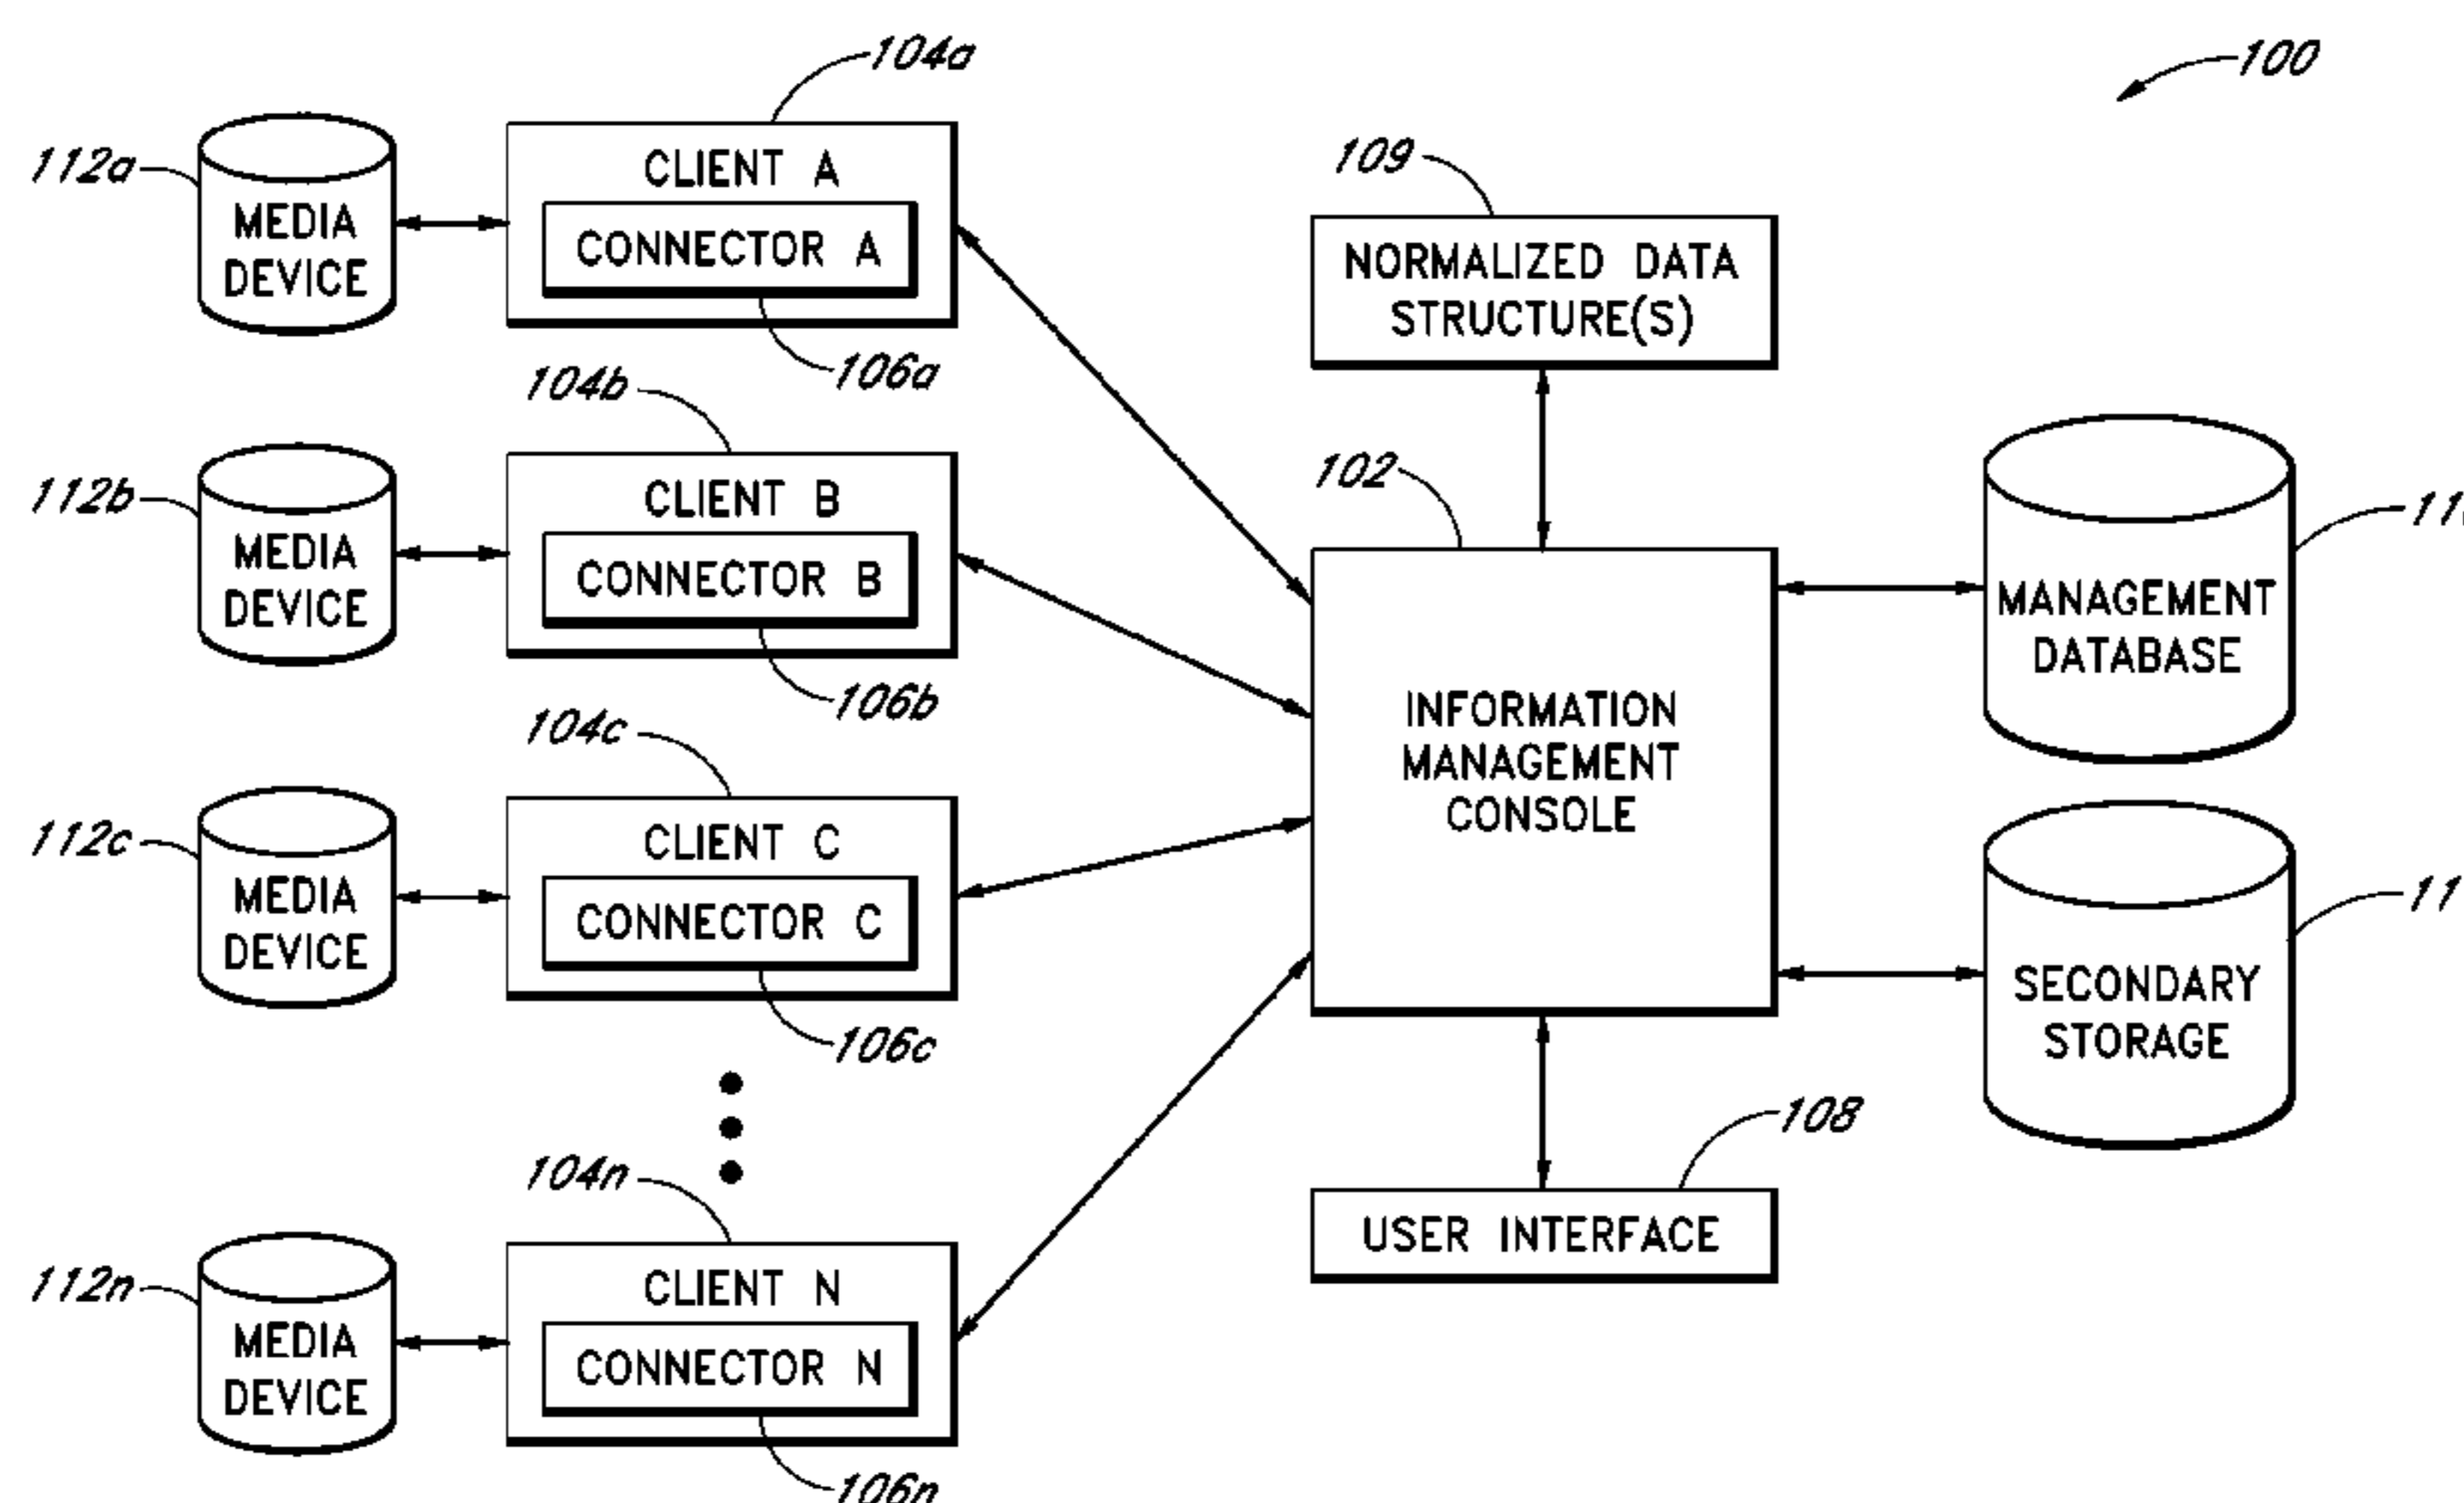 100
104a
112a
MEDIA
DEVICE
CLIENT A
CONNECTOR A
106a
104b
112b
MEDIA
DEVICE
CLIENT B
CONNECTOR B
106b
104c
112c
MEDIA
DEVICE
CLIENT C
CONNECTOR C
106c
104n
112n
MEDIA
DEVICE
CLIENT N
CONNECTOR N
106n
109
NORMALIZED DATA
STRUCTURE(S)
102
INFORMATION
MANAGEMENT
CONSOLE
108
USER INTERFACE
MANAGEMENT
DATABASE
SECONDARY
STORAGE